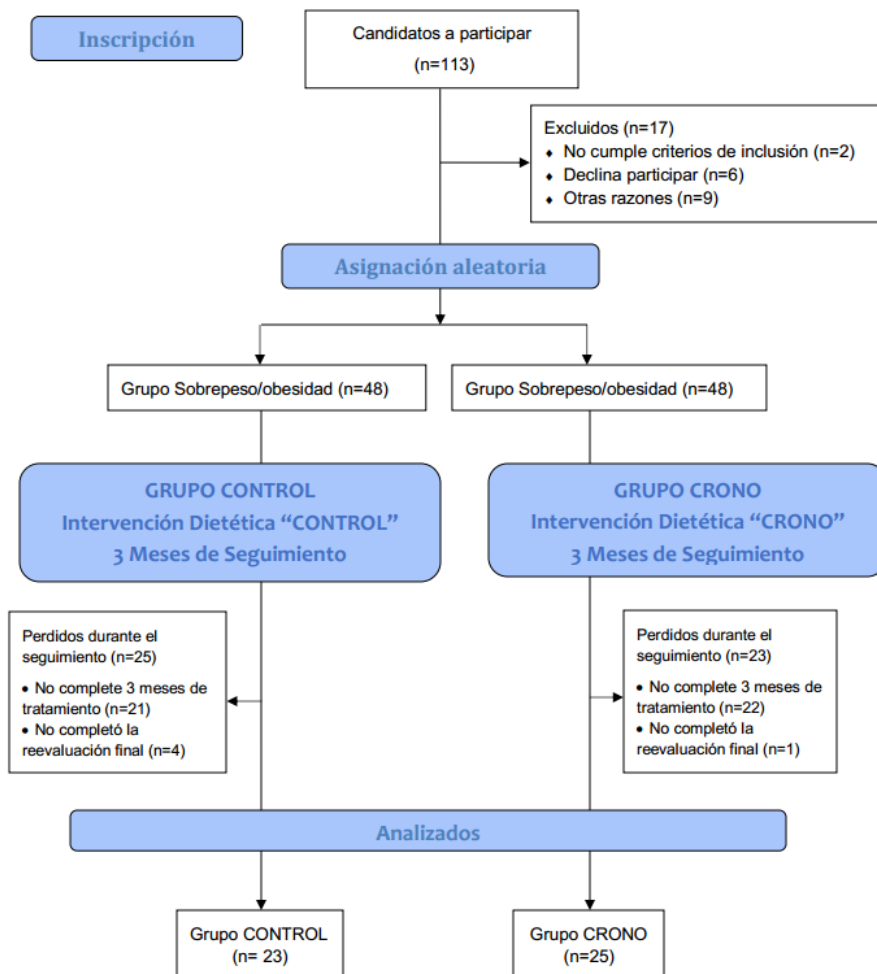 Inscripción
Candidatos a participar
(n=113)
Excluidos (n=17)
♦ No cumple criterios de inclusión (n=2)
♦ Declina participar (n=6)
♦ Otras razones (n=9)
Asignación aleatoria
Grupo Sobrepeso/obesidad (n=48)
Grupo Sobrepeso/obesidad (n=48)
GRUPO CONTROL
Intervención Dietética “CONTROL”
3 Meses de Seguimiento
GRUPO CRONO
Intervención Dietética “CRONO”
3 Meses de Seguimiento
Perdidos durante el
seguimiento (n=25)
• No complete 3 meses de
tratamiento (n=21)
• No completó la
reevaluación final (n=4)
Perdidos durante el
seguimiento (n=23)
• No complete 3 meses de
tratamiento (n=22)
• No completó la
reevaluación final (n=1)
Analizados
Grupo CONTROL
(n= 23)
Grupo CRONO
(n=25)